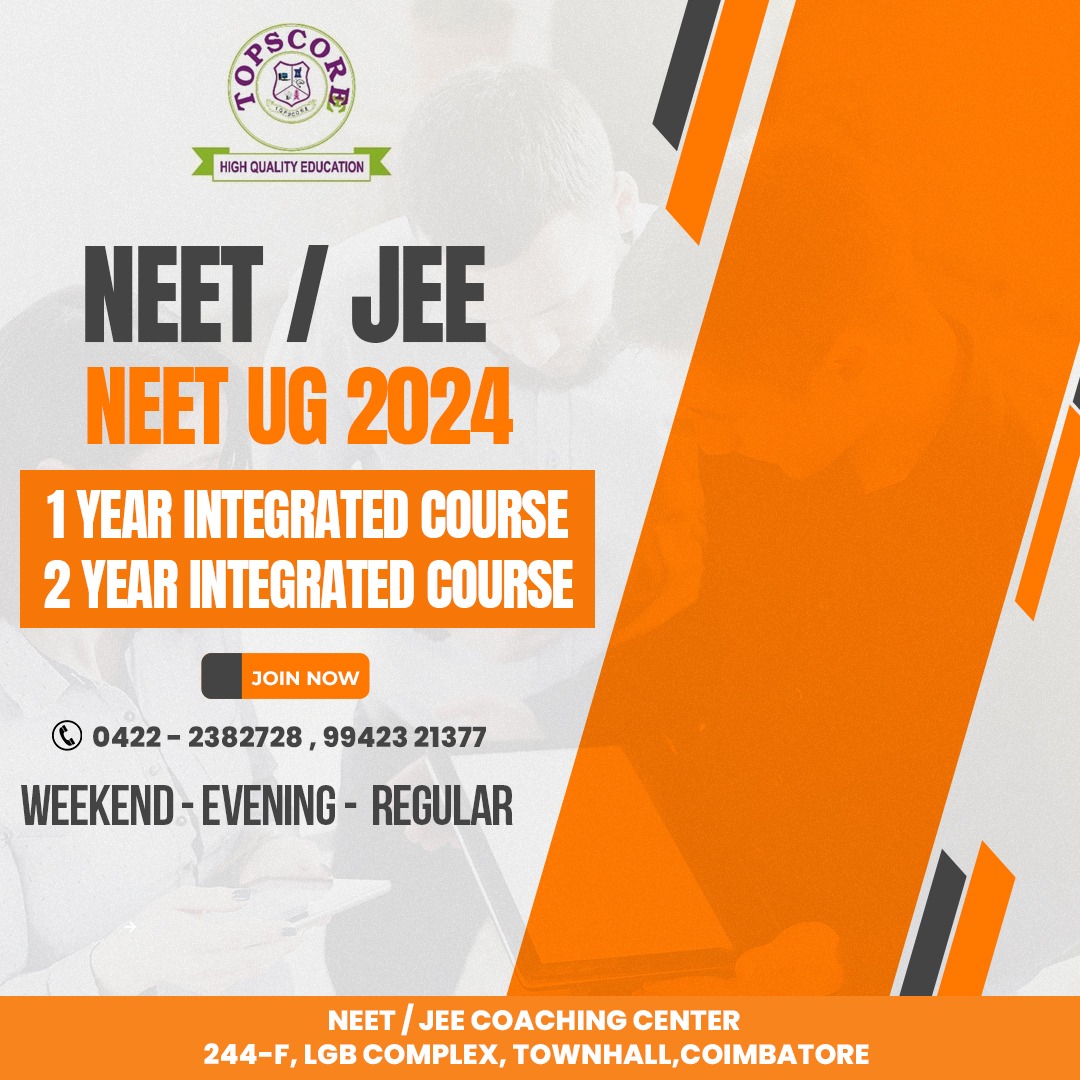 TOPSCORE
TOPSCORE
HIGH QUALITY EDUCATION
NEET / JEE
NEET UG 2024
1 YEAR INTEGRATED COURSE
2 YEAR INTEGRATED COURSE
JOIN NOW
0422 - 2382728 , 99423 21377
WEEKEND - EVENING - REGULAR
NEET / JEE COACHING CENTER
244-F, LGB COMPLEX, TOWNHALL,COIMBATORE